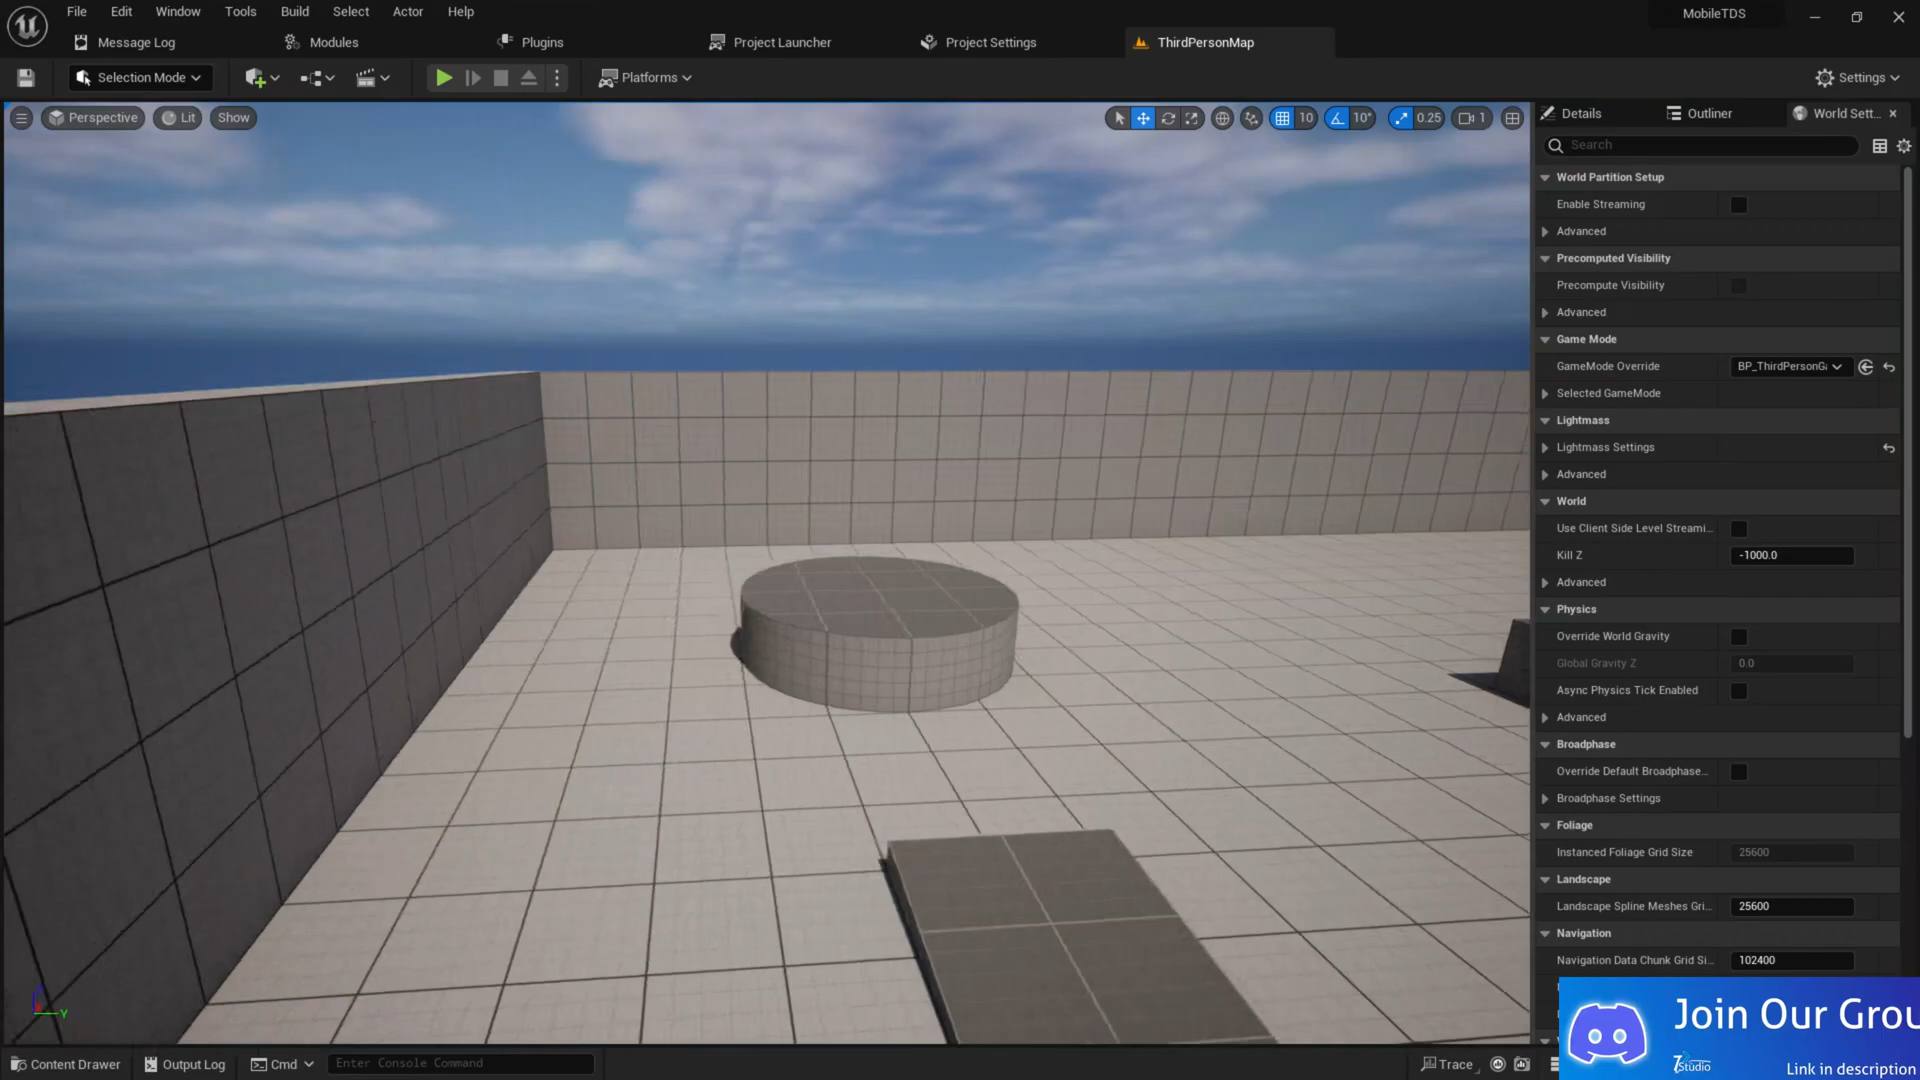 File Edit Window Tools Build Select Actor Help
MobileTDS
Message Log Modules Plugins Project Launcher Project Settings ThirdPersonMap
Selection Mode Platforms Settings
Perspective Lit Show 10 10° 0.25 1
Details Outliner World Sett...
Search
World Partition Setup
Enable Streaming
Advanced
Precomputed Visibility
Precompute Visibility
Advanced
Game Mode
GameMode Override BP_ThirdPersonGa
Selected GameMode
Lightmass
Lightmass Settings
Advanced
World
Use Client Side Level Streami...
Kill Z -1000.0
Advanced
Physics
Override World Gravity
Global Gravity Z 0.0
Async Physics Tick Enabled
Advanced
Broadphase
Override Default Broadphase...
Broadphase Settings
Foliage
Instanced Foliage Grid Size 25600
Landscape
Landscape Spline Meshes Gri... 25600
Navigation
Navigation Data Chunk Grid Si... 102400
Y
Join Our Grou
Studio
Link in description
Content Drawer Output Log Cmd Enter Console Command Trace